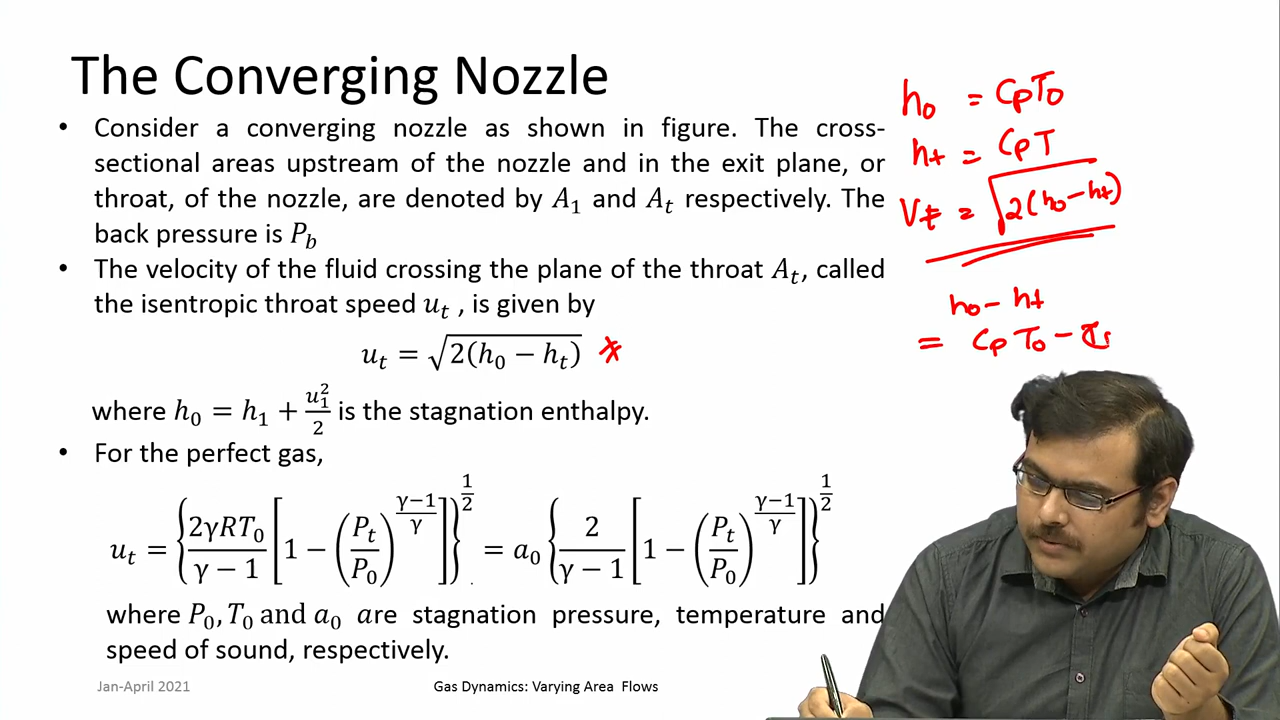 The Converging Nozzle
• Consider a converging nozzle as shown in figure. The cross-
sectional areas upstream of the nozzle and in the exit plane, or
throat, of the nozzle, are denoted by A₁ and Aₜ respectively. The
back pressure is P_b
• The velocity of the fluid crossing the plane of the throat Aₜ, called
the isentropic throat speed uₜ , is given by
uₜ = √(2(h₀ − hₜ)) *
where h₀ = h₁ + u₁²/2 is the stagnation enthalpy.
• For the perfect gas,
uₜ = {2γRT₀/(γ−1) [1 − (Pₜ/P₀)^((γ−1)/γ)]}^(1/2) = a₀ {2/(γ−1) [1 − (Pₜ/P₀)^((γ−1)/γ)]}^(1/2)
where P₀, T₀ and a₀ are stagnation pressure, temperature and
speed of sound, respectively.
h₀ = CpT₀
hₜ = CpT
Vₜ = √(2(h₀−hₜ))
h₀ − hₜ
= CpT₀ −
Jan-April 2021
Gas Dynamics: Varying Area Flows